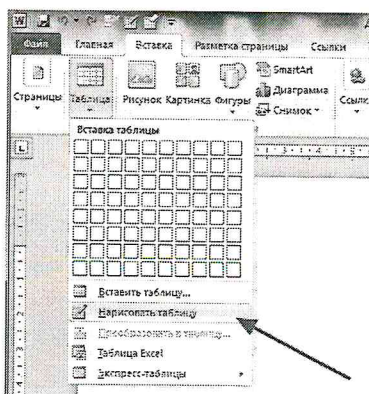 Файл Главная Вставка Разметка страницы Ссылки
SmartArt
Диаграмма
Снимок
Страницы Таблица Рисунок Картинка Фигуры
Вставка таблицы
Вставить таблицу...
Нарисовать таблицу
Преобразовать в таблицу...
Таблица Excel
Экспресс-таблицы